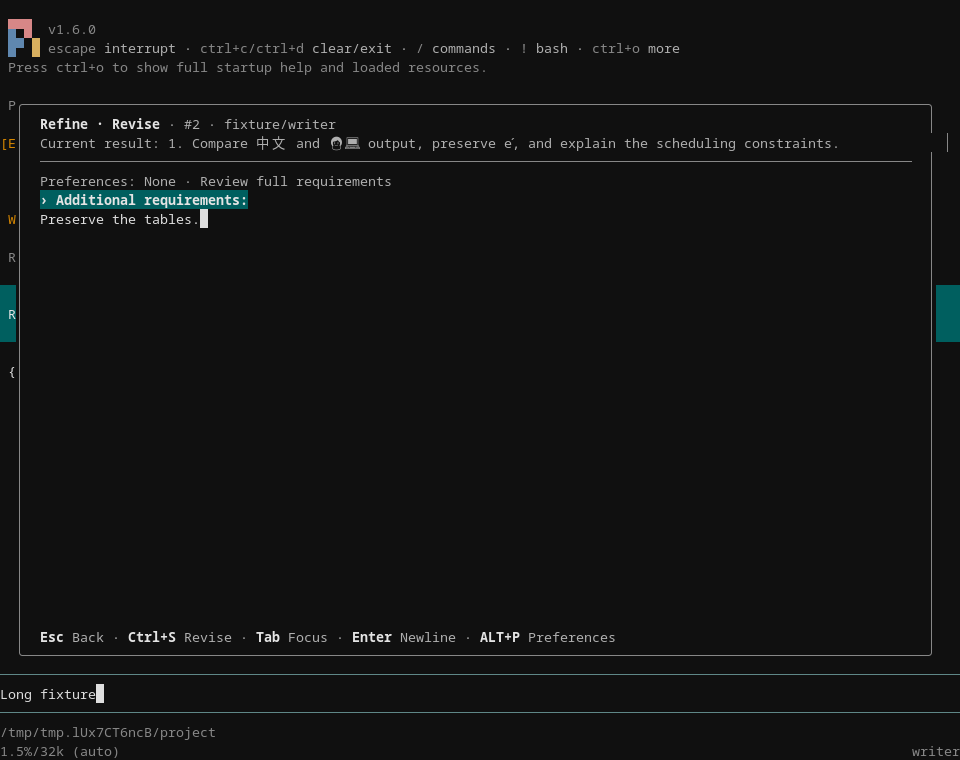 v1.6.0
escape interrupt · ctrl+c/ctrl+d clear/exit · / commands · ! bash · ctrl+o more
Press ctrl+o to show full startup help and loaded resources.
P
Refine · Revise · #2 · fixture/writer
[E
Current result: 1. Compare 中文 and 🧑💻 output, preserve é, and explain the scheduling constraints.
Preferences: None · Review full requirements
› Additional requirements:
W
Preserve the tables.
R
R
{
Esc Back · Ctrl+S Revise · Tab Focus · Enter Newline · ALT+P Preferences
Long fixture
/tmp/tmp.lUx7CT6ncB/project
1.5%/32k (auto)
writer